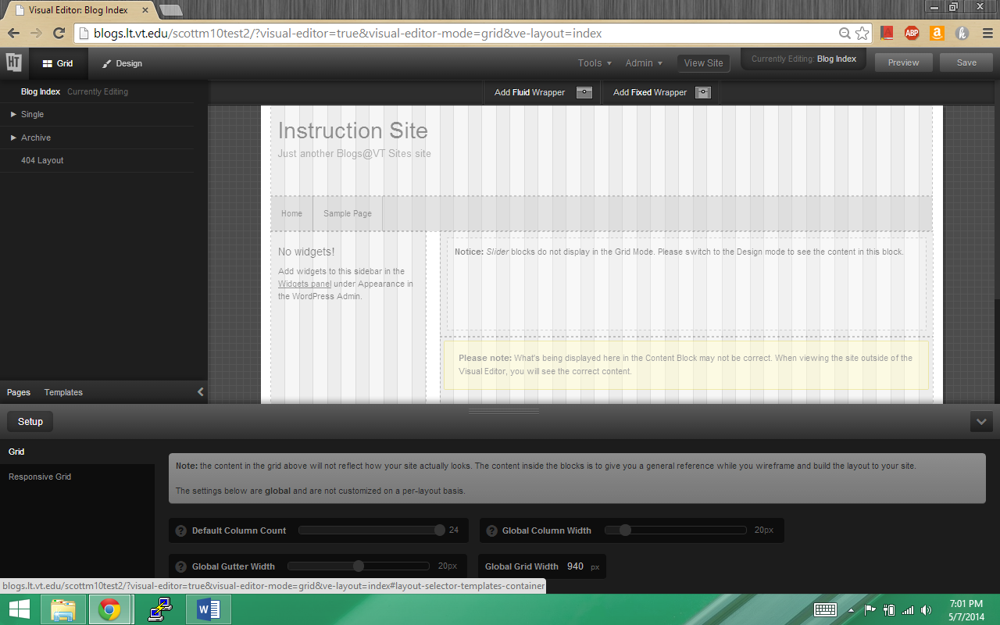 Visual Editor: Blog Index
blogs.lt.vt.edu/scottm10test2/?visual-editor=true&visual-editor-mode=grid&ve-layout=index
ABP
a
h
HT
Grid
Design
Tools
Admin
View Site
Currently Editing: Blog Index
Preview
Save
Blog Index Currently Editing
Add Fluid Wrapper
Add Fixed Wrapper
Single
Archive
404 Layout
Instruction Site
Just another Blogs@VT Sites site
Home
Sample Page
No widgets!
Add widgets to this sidebar in the
Widgets panel under Appearance in
the WordPress Admin.
Notice: Slider blocks do not display in the Grid Mode. Please switch to the Design mode to see the content in this block.
Please note: What's being displayed here in the Content Block may not be correct. When viewing the site outside of the
Visual Editor, you will see the correct content.
Pages
Templates
Setup
Grid
Responsive Grid
Note: the content in the grid above will not reflect how your site actually looks. The content inside the blocks is to give you a general reference while you wireframe and build the layout to your site.
The settings below are global and are not customized on a per-layout basis.
? Default Column Count 24
? Global Column Width 20px
? Global Gutter Width 20px
Global Grid Width 940 px
blogs.lt.vt.edu/scottm10test2/?visual-editor=true&visual-editor-mode=grid&ve-layout=index#layout-selector-templates-container
W
7:01 PM
5/7/2014